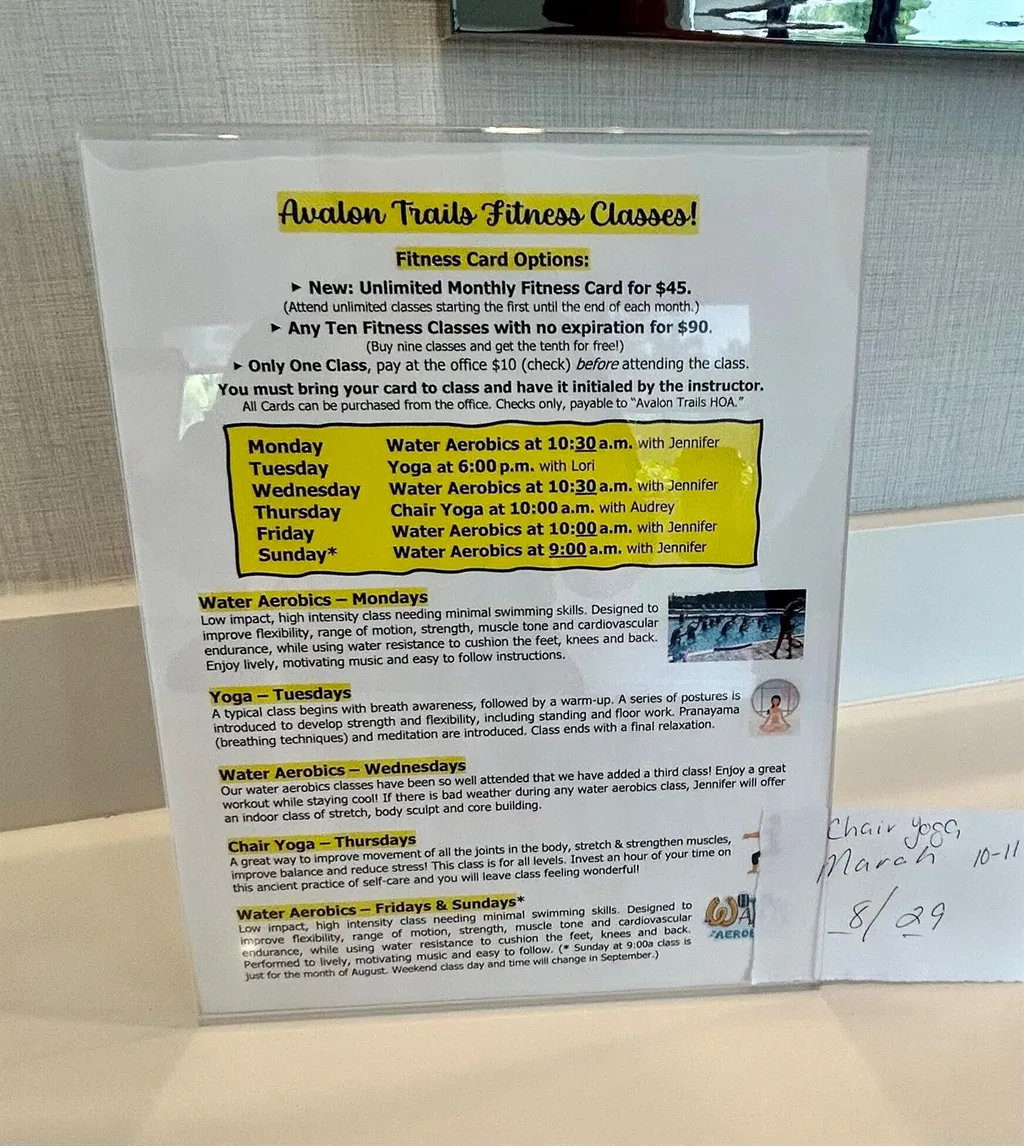 Avalon Trails Fitness Classes!
Fitness Card Options:
► New: Unlimited Monthly Fitness Card for $45.
(Attend unlimited classes starting the first until the end of each month.)
► Any Ten Fitness Classes with no expiration for $90.
(Buy nine classes and get the tenth for free!)
► Only One Class, pay at the office $10 (check) before attending the class.
You must bring your card to class and have it initialed by the instructor.
All Cards can be purchased from the office. Checks only, payable to “Avalon Trails HOA.”
Monday Water Aerobics at 10:30 a.m. with Jennifer
Tuesday Yoga at 6:00 p.m. with Lori
Wednesday Water Aerobics at 10:30 a.m. with Jennifer
Thursday Chair Yoga at 10:00 a.m. with Audrey
Friday Water Aerobics at 10:00 a.m. with Jennifer
Sunday* Water Aerobics at 9:00 a.m. with Jennifer
Water Aerobics – Mondays
Low impact, high intensity class needing minimal swimming skills. Designed to
improve flexibility, range of motion, strength, muscle tone and cardiovascular
endurance, while using water resistance to cushion the feet, knees and back.
Enjoy lively, motivating music and easy to follow instructions.
Yoga – Tuesdays
A typical class begins with breath awareness, followed by a warm-up. A series of postures is
introduced to develop strength and flexibility, including standing and floor work. Pranayama
(breathing techniques) and meditation are introduced. Class ends with a final relaxation.
Water Aerobics – Wednesdays
Our water aerobics classes have been so well attended that we have added a third class! Enjoy a great
workout while staying cool! If there is bad weather during any water aerobics class, Jennifer will offer
an indoor class of stretch, body sculpt and core building.
Chair Yoga – Thursdays
A great way to improve movement of all the joints in the body, stretch & strengthen muscles,
improve balance and reduce stress! This class is for all levels. Invest an hour of your time on
this ancient practice of self-care and you will leave class feeling wonderful!
Water Aerobics – Fridays & Sundays*
Low impact, high intensity class needing minimal swimming skills. Designed to
improve flexibility, range of motion, strength, muscle tone and cardiovascular
endurance, while using water resistance to cushion the feet, knees and back.
Performed to lively, motivating music and easy to follow. (* Sunday at 9:00a class is
just for the month of August. Weekend class day and time will change in September.)
Chair Yoga
10-11
8/29